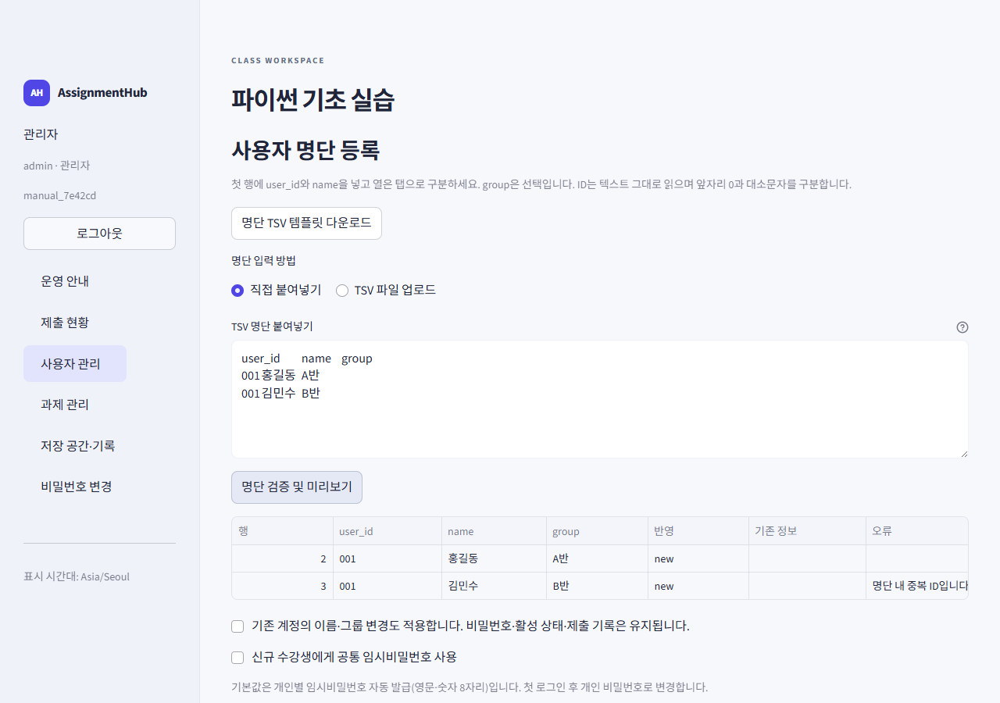 AH AssignmentHub
관리자
admin · 관리자
manual_7e42cd
로그아웃
운영 안내
제출 현황
사용자 관리
과제 관리
저장 공간·기록
비밀번호 변경
표시 시간대: Asia/Seoul
CLASS WORKSPACE
파이썬 기초 실습
사용자 명단 등록
첫 행에 user_id와 name을 넣고 열은 탭으로 구분하세요. group은 선택입니다. ID는 텍스트 그대로 읽으며 앞자리 0과 대소문자를 구분합니다.
명단 TSV 템플릿 다운로드
명단 입력 방법
직접 붙여넣기 TSV 파일 업로드
TSV 명단 붙여넣기
user_id name group
001 홍길동 A반
001 김민수 B반
명단 검증 및 미리보기
행 user_id name group 반영 기존 정보 오류
2 001 홍길동 A반 new
3 001 김민수 B반 new 명단 내 중복 ID입니다
기존 계정의 이름·그룹 변경도 적용합니다. 비밀번호·활성 상태·제출 기록은 유지됩니다.
신규 수강생에게 공통 임시비밀번호 사용
기본값은 개인별 임시비밀번호 자동 발급(영문·숫자 8자리)입니다. 첫 로그인 후 개인 비밀번호로 변경합니다.